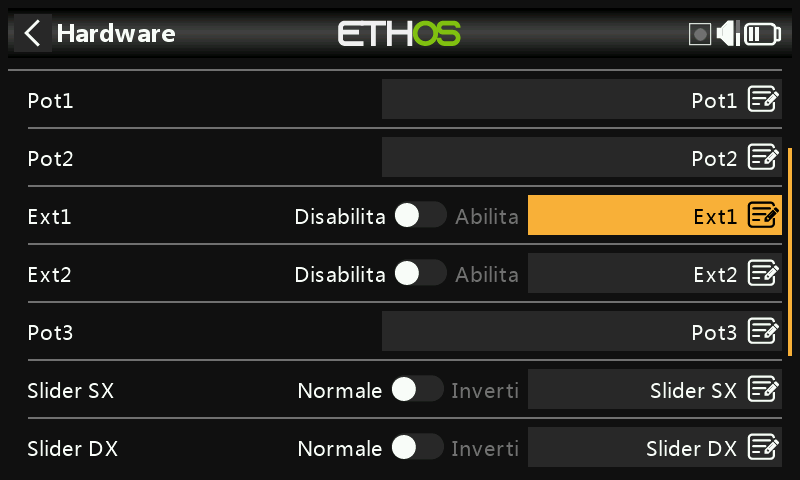 Hardware ETHOS
Pot1 Pot1
Pot2 Pot2
Ext1 Disabilita Abilita Ext1
Ext2 Disabilita Abilita Ext2
Pot3 Pot3
Slider SX Normale Inverti Slider SX
Slider DX Normale Inverti Slider DX